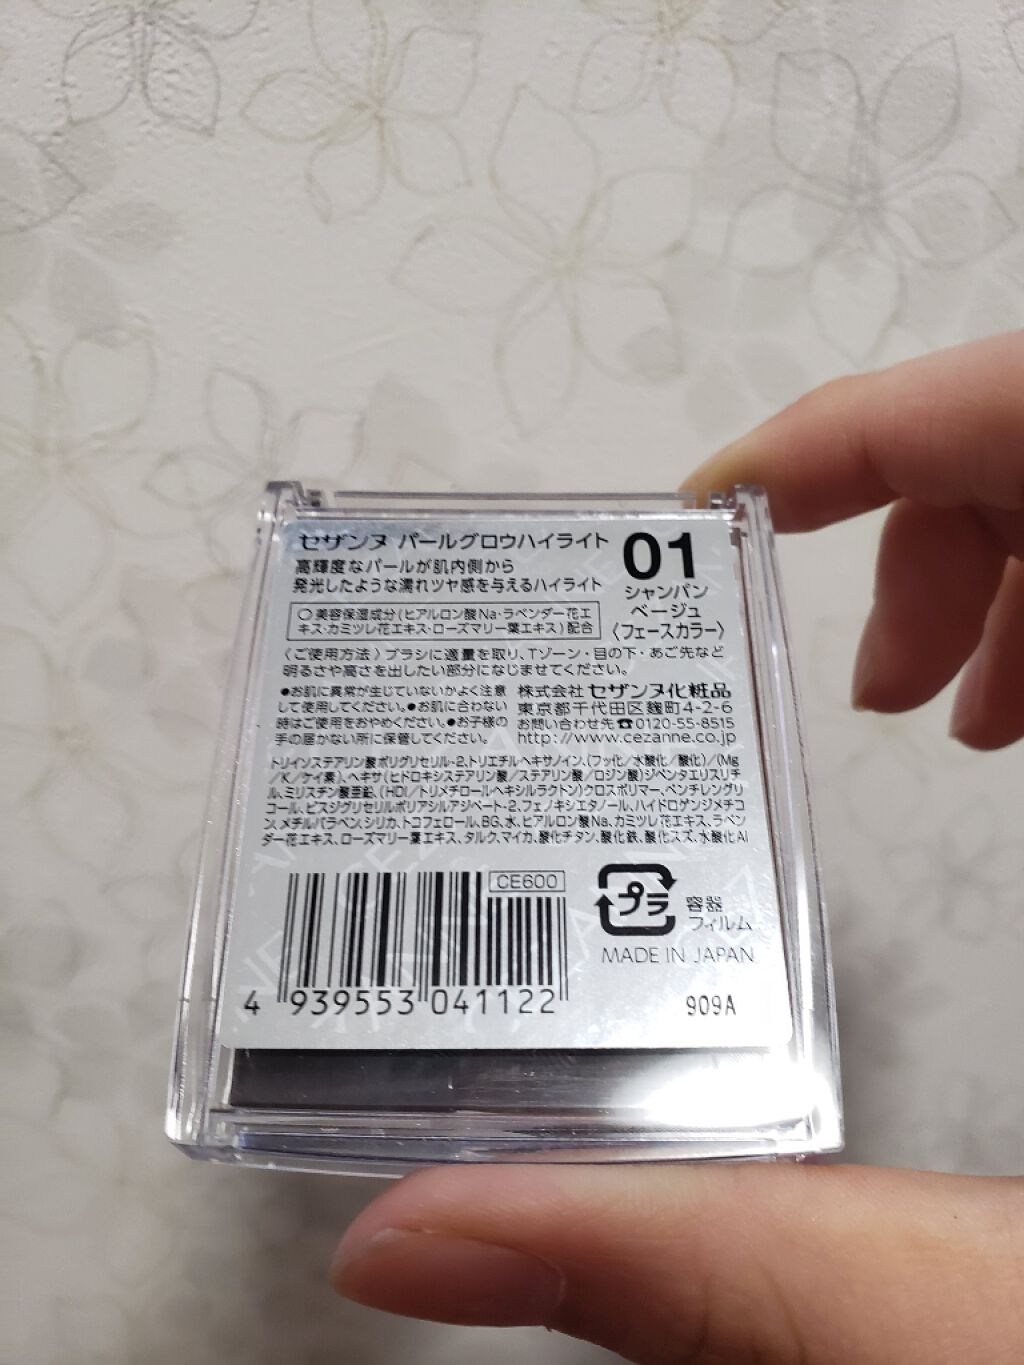 セザンヌ パールグロウハイライト
01
高輝度なパールが肌内側から
発光したような濡れツヤ感を与えるハイライト
シャンパン
ベージュ
〈フェースカラー〉
○美容保湿成分(ヒアルロン酸Na・ラベンダー花エ
キス・カミツレ花エキス・ローズマリー葉エキス)配合
〈ご使用方法〉ブラシに適量を取り、Tゾーン・目の下・あご先など
明るさや高さを出したい部分になじませてください。
●お肌に異常が生じていないかよく注意
して使用してください。●お肌に合わない
時はご使用をおやめください。●お子様の
手の届かない所に保管してください。
株式会社 セザンヌ化粧品
東京都千代田区麹町4-2-6
お問い合わせ先☎0120-55-8515
http://www.cezanne.co.jp
トリイソステアリン酸ポリグリセリル-2、トリエチルヘキサノイン、(フッ化/水酸化/酸化)/(Mg
/K/ケイ素)、ヘキサ(ヒドロキシステアリン酸/ステアリン酸/ロジン酸)ジペンタエリスリチ
ル、ミリスチン酸亜鉛、(HDI/トリメチロールヘキシルラクトン)クロスポリマー、ペンチレングリ
コール、ビスジグリセリルポリアシルアジペート-2、フェノキシエタノール、ハイドロゲンジメチコ
ン、メチルパラベン、シリカ、トコフェロール、BG、水、ヒアルロン酸Na、カミツレ花エキス、ラベン
ダー花エキス、ローズマリー葉エキス、タルク、マイカ、酸化チタン、酸化鉄、酸化スズ、水酸化Al
CE600
プラ
容器
フィルム
MADE IN JAPAN
4 939553 041122
909A